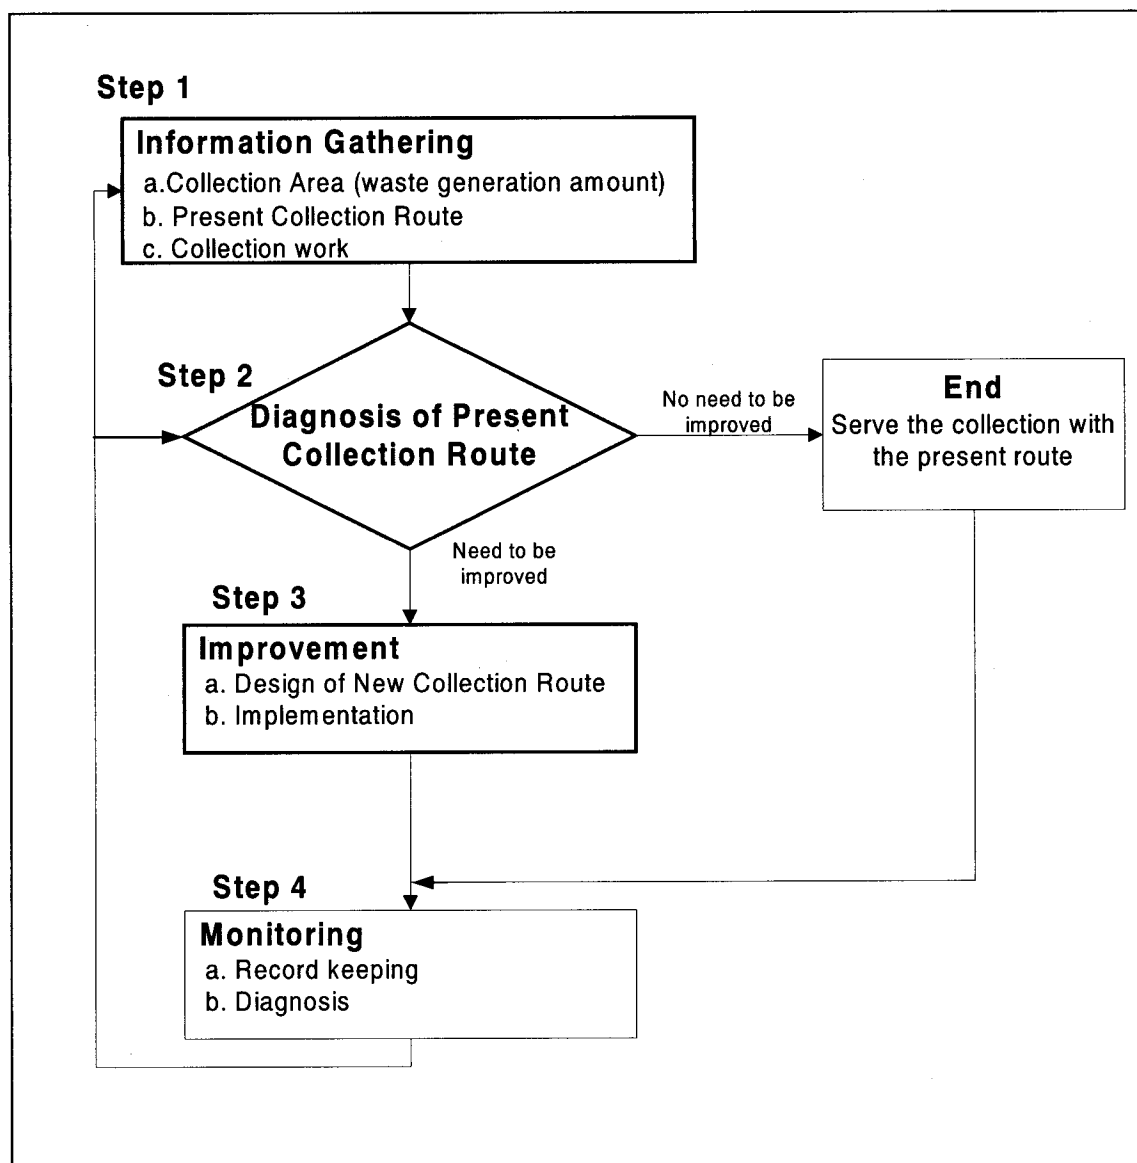 Step 1
Information Gathering
a.Collection Area (waste generation amount)
b. Present Collection Route
c. Collection work
Step 2
Diagnosis of Present
Collection Route
No need to be
improved
End
Serve the collection with
the present route
Need to be
improved
Step 3
Improvement
a. Design of New Collection Route
b. Implementation
Step 4
Monitoring
a. Record keeping
b. Diagnosis